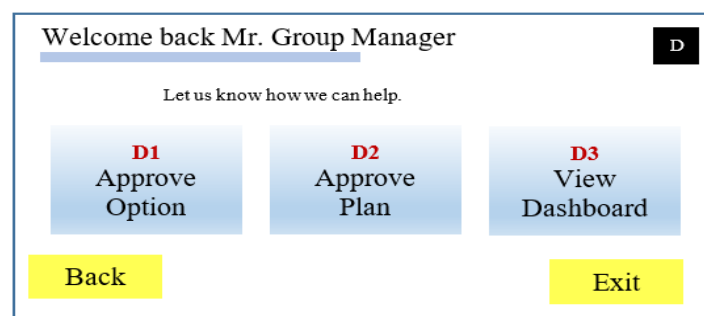 Welcome back Mr. Group Manager
D
Let us know how we can help.
D1
Approve
Option
D2
Approve
Plan
D3
View
Dashboard
Back
Exit